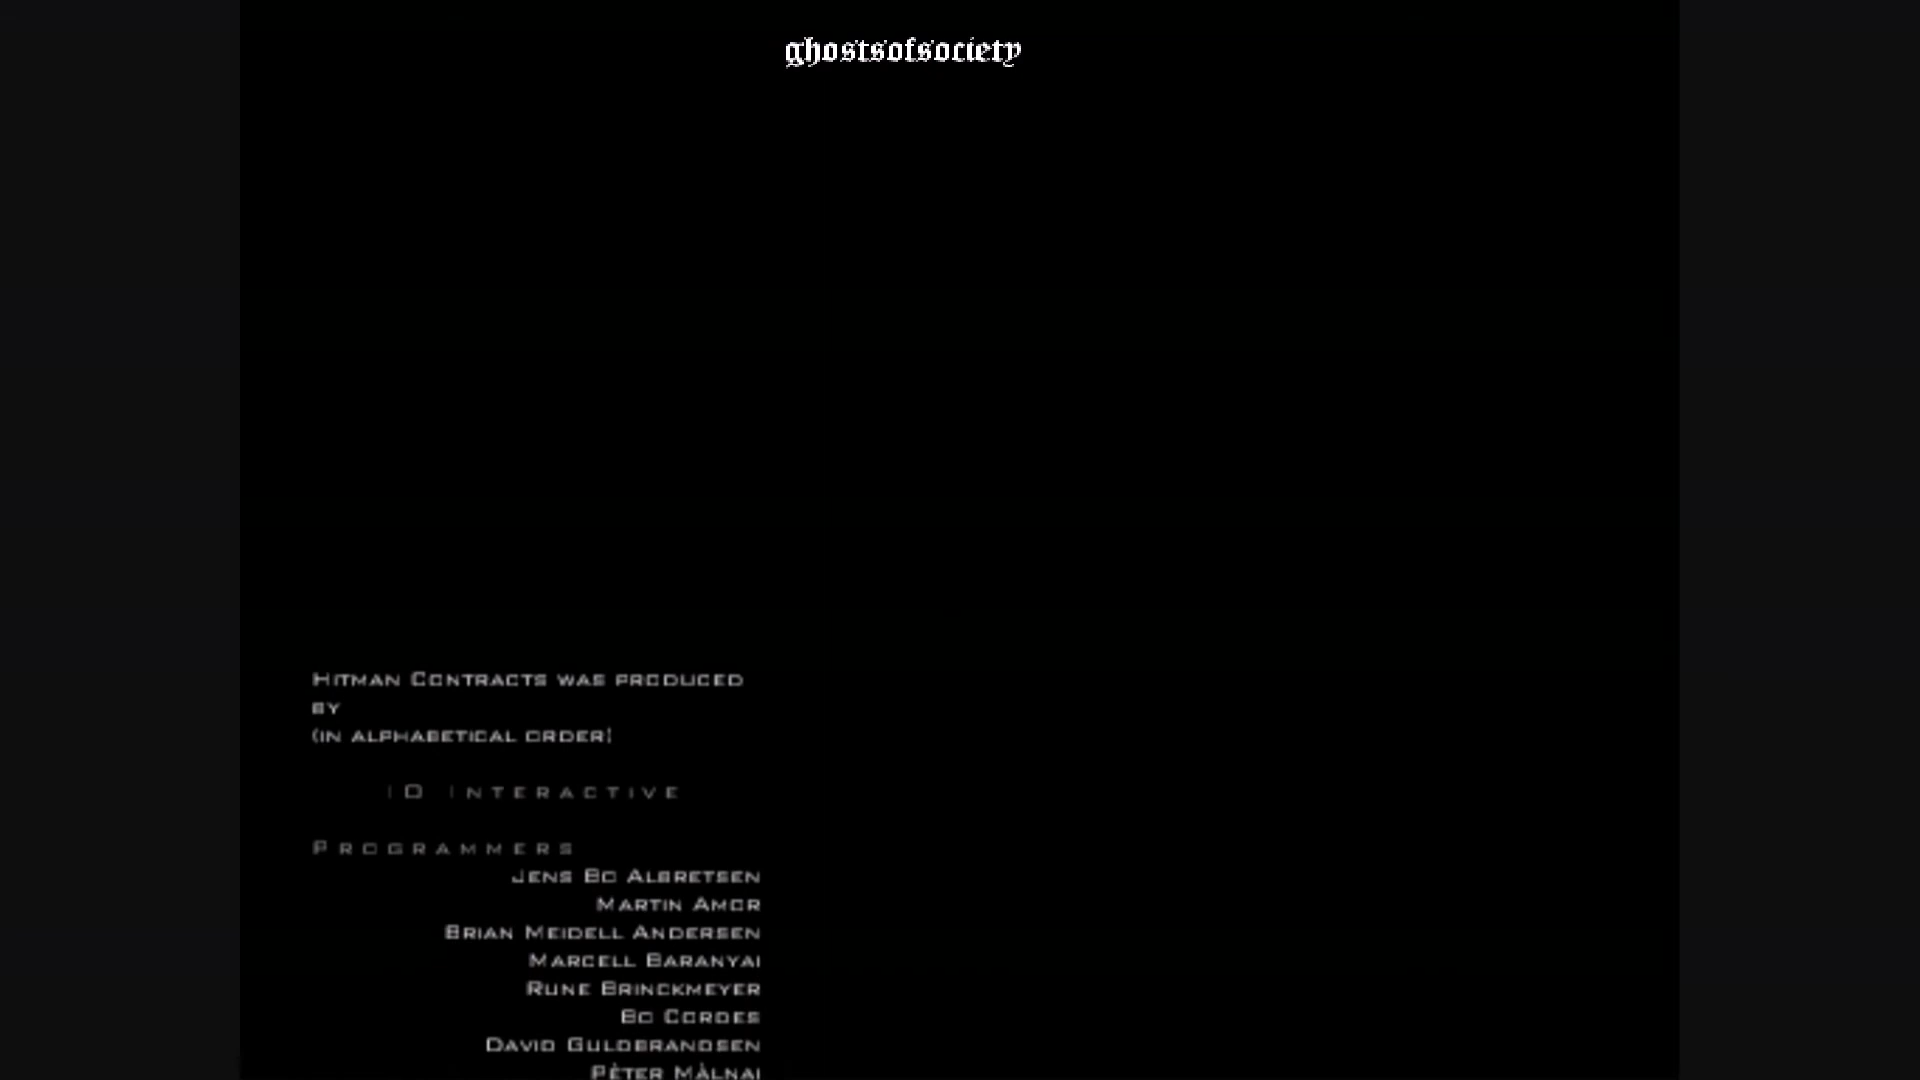 ghostsofsociety
Hitman Contracts was produced
by
(in alphabetical order)
IO Interactive
Programmers
Jens Bo Albretsen
Martin Amor
Brian Meidell Andersen
Marcell Baranyai
Rune Brinckmeyer
Bo Cordes
David Guldbrandsen
Pèter Màlnai